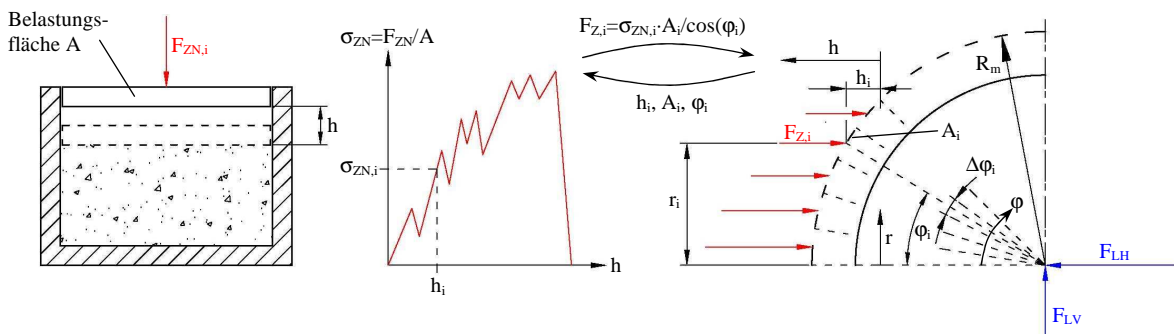 Belastungs-
fläche A
F_ZN,i
h
σ_ZN=F_ZN/A
σ_ZN,i
h_i
h
F_Z,i=σ_ZN,i·A_i/cos(φ_i)
h_i, A_i, φ_i
h
h_i
R_m
F_Z,i
A_i
r_i
Δφ_i
φ
φ_i
r
F_LH
F_LV